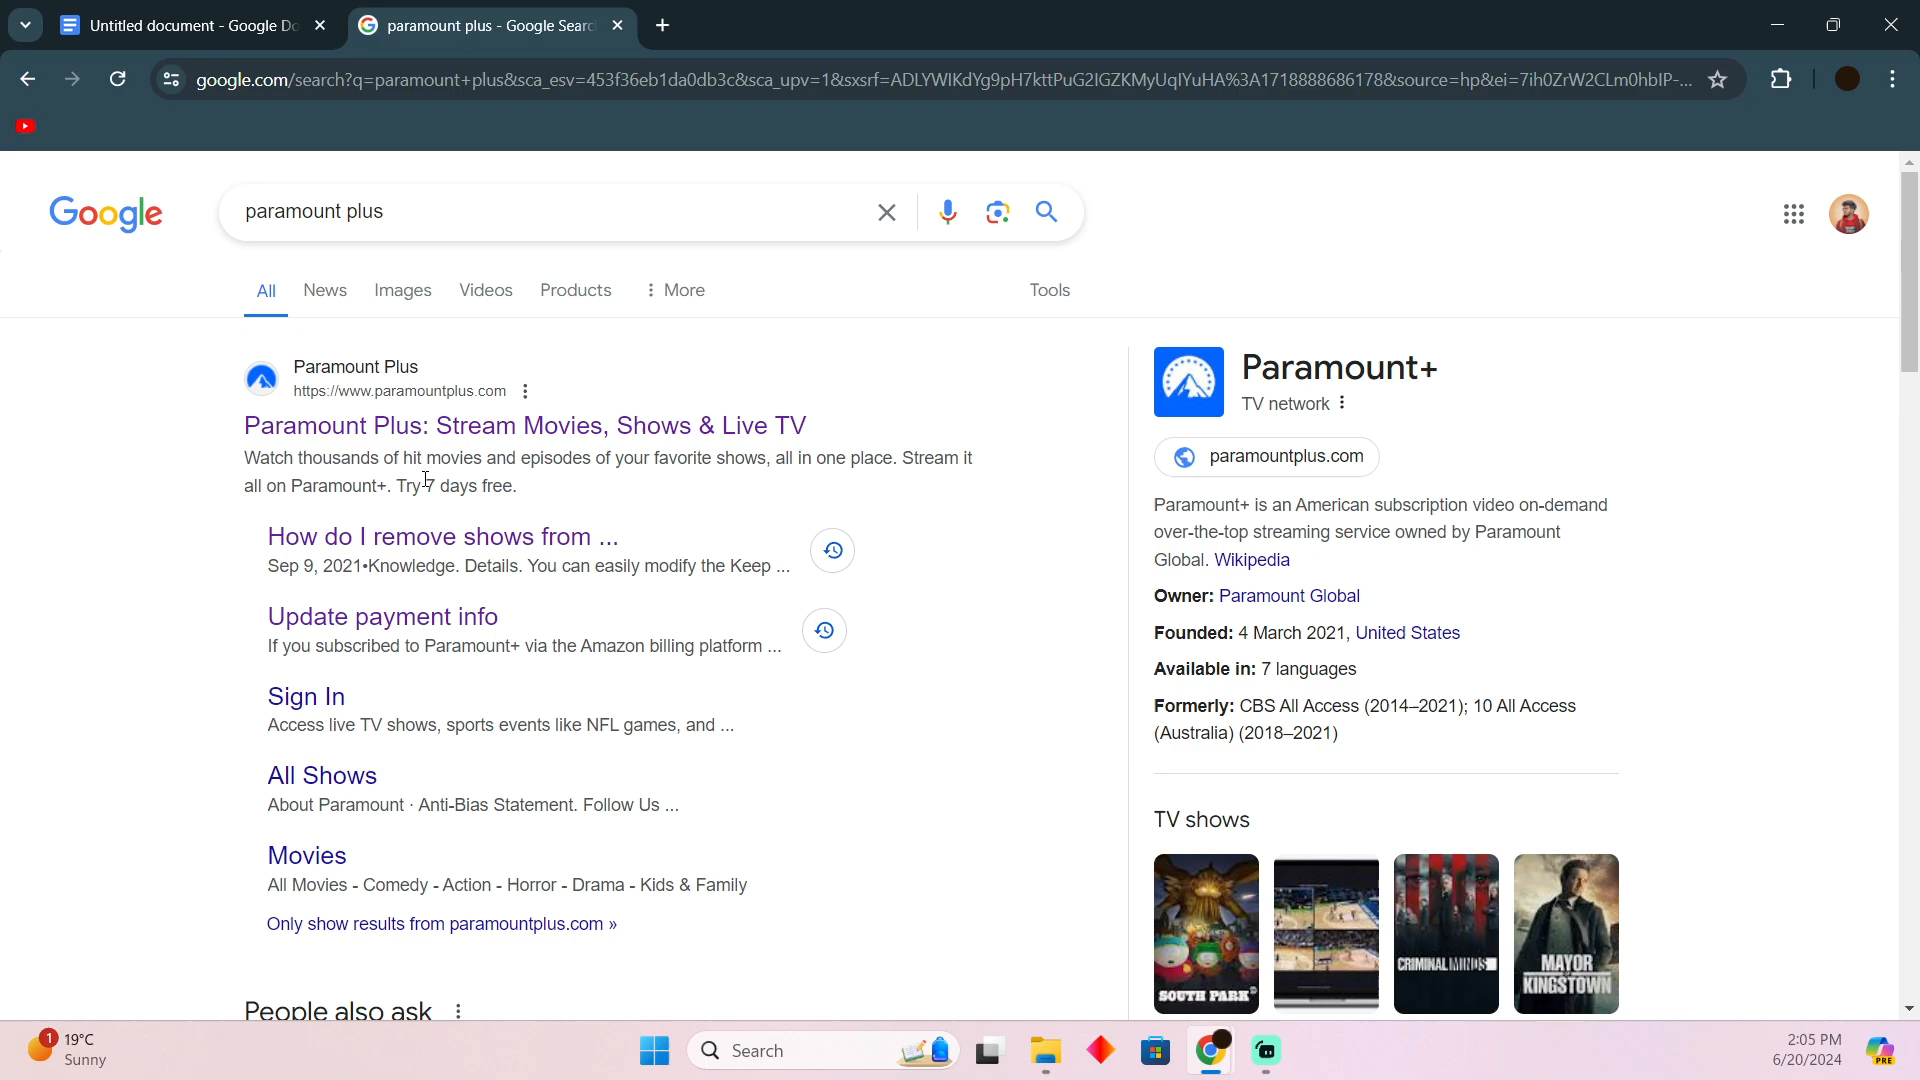 Untitled document - Google Do
paramount plus - Google Searc
google.com/search?q=paramount+plus&sca_esv=453f36eb1da0db3c&sca_upv=1&sxsrf=ADLYWIKdYg9pH7kttPuG2IGZKMyUqIYuHA%3A1718888686178&source=hp&ei=7ih0ZrW2CLm0hbIP-...
Google
paramount plus
All
News
Images
Videos
Products
More
Tools
Paramount Plus
https://www.paramountplus.com
Paramount Plus: Stream Movies, Shows & Live TV
Watch thousands of hit movies and episodes of your favorite shows, all in one place. Stream it
all on Paramount+. Try 7 days free.
How do I remove shows from ...
Sep 9, 2021•Knowledge. Details. You can easily modify the Keep ...
Update payment info
If you subscribed to Paramount+ via the Amazon billing platform ...
Sign In
Access live TV shows, sports events like NFL games, and ...
All Shows
About Paramount · Anti-Bias Statement. Follow Us ...
Movies
All Movies - Comedy - Action - Horror - Drama - Kids & Family
Only show results from paramountplus.com »
People also ask
Paramount+
TV network
paramountplus.com
Paramount+ is an American subscription video on-demand
over-the-top streaming service owned by Paramount
Global. Wikipedia
Owner: Paramount Global
Founded: 4 March 2021, United States
Available in: 7 languages
Formerly: CBS All Access (2014–2021); 10 All Access
(Australia) (2018–2021)
TV shows
SOUTH PARK
CRIMINAL MINDS
MAYOR
OF
KINGSTOWN
1
19°C
Sunny
Search
2:05 PM
6/20/2024
PRE